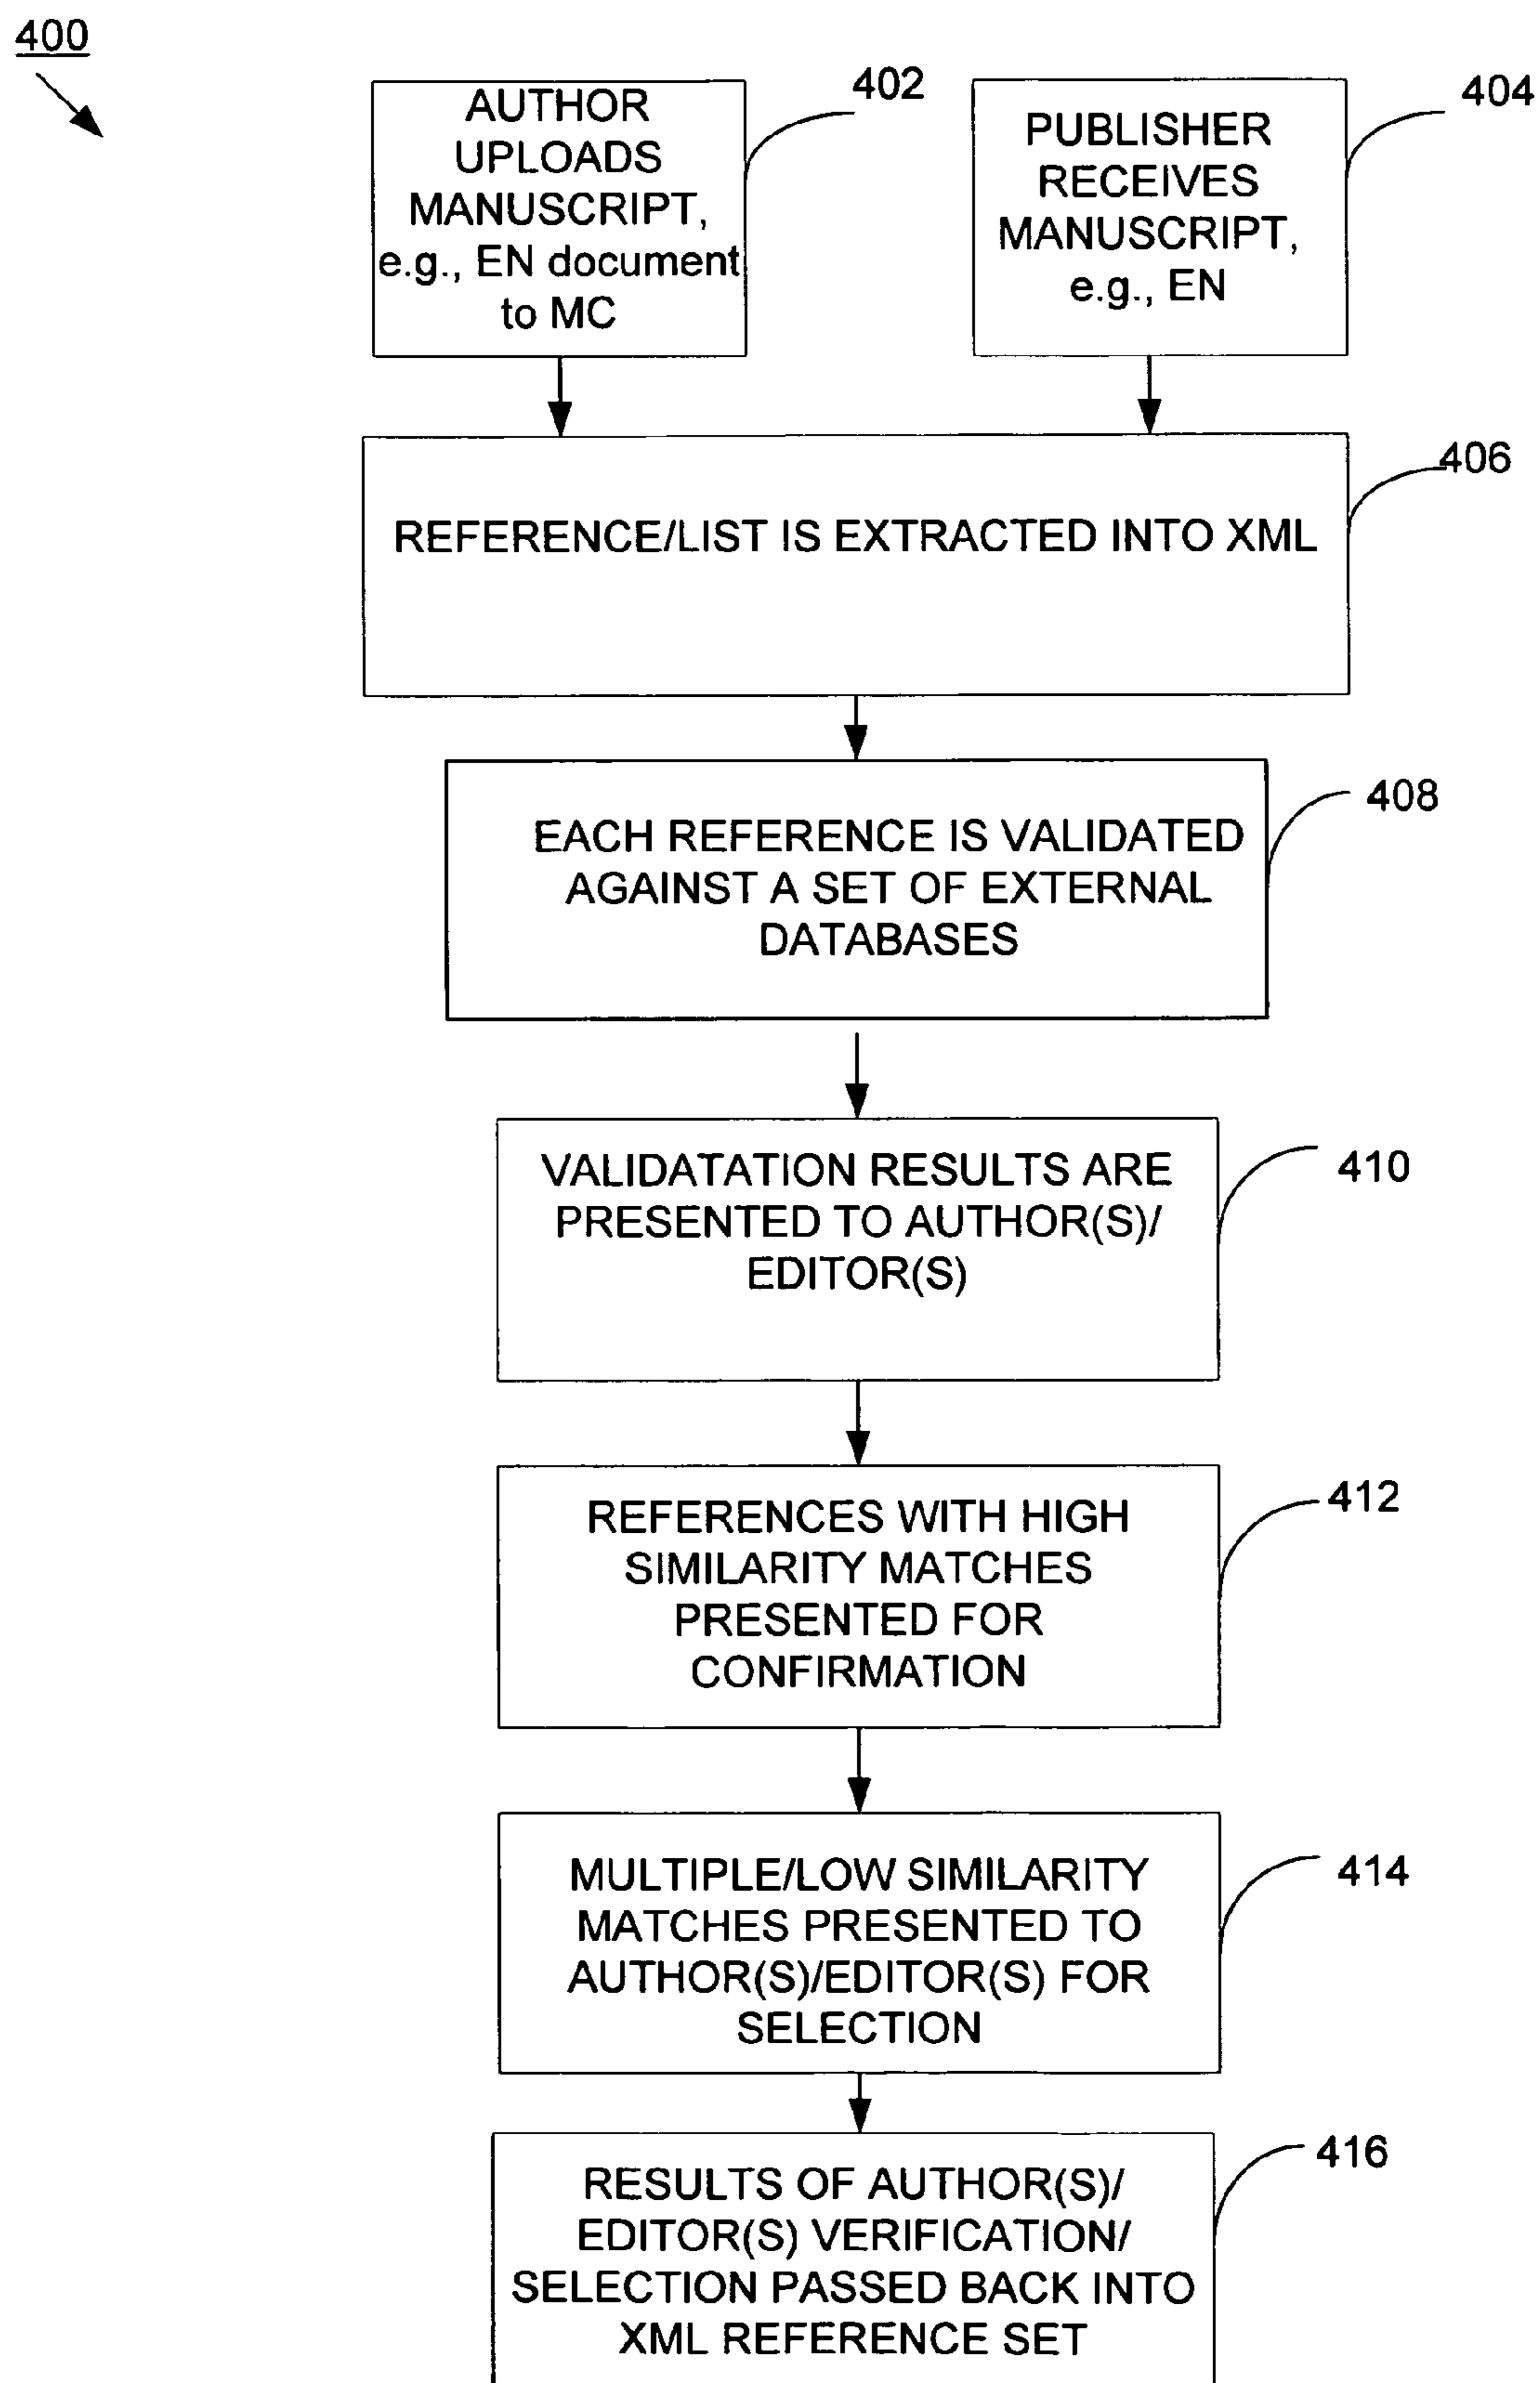 400
AUTHOR
UPLOADS
MANUSCRIPT,
e.g., EN document
to MC
402
PUBLISHER
RECEIVES
MANUSCRIPT,
e.g., EN
404
REFERENCE/LIST IS EXTRACTED INTO XML
406
EACH REFERENCE IS VALIDATED
AGAINST A SET OF EXTERNAL
DATABASES
408
VALIDATATION RESULTS ARE
PRESENTED TO AUTHOR(S)/
EDITOR(S)
410
REFERENCES WITH HIGH
SIMILARITY MATCHES
PRESENTED FOR
CONFIRMATION
412
MULTIPLE/LOW SIMILARITY
MATCHES PRESENTED TO
AUTHOR(S)/EDITOR(S) FOR
SELECTION
414
RESULTS OF AUTHOR(S)/
EDITOR(S) VERIFICATION/
SELECTION PASSED BACK INTO
XML REFERENCE SET
416